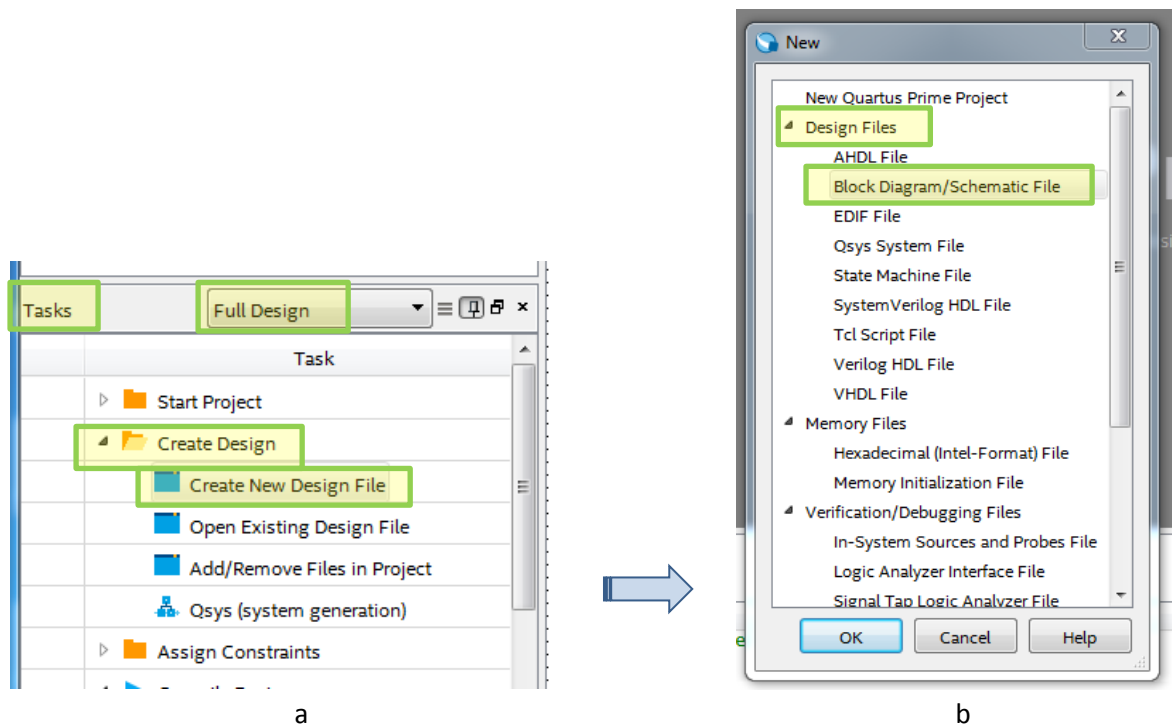 Tasks
Full Design
Task
Start Project
Create Design
Create New Design File
Open Existing Design File
Add/Remove Files in Project
Qsys (system generation)
Assign Constraints
a
New
New Quartus Prime Project
Design Files
AHDL File
Block Diagram/Schematic File
EDIF File
Qsys System File
State Machine File
SystemVerilog HDL File
Tcl Script File
Verilog HDL File
VHDL File
Memory Files
Hexadecimal (Intel-Format) File
Memory Initialization File
Verification/Debugging Files
In-System Sources and Probes File
Logic Analyzer Interface File
Signal Tap Logic Analyzer File
OK
Cancel
Help
b